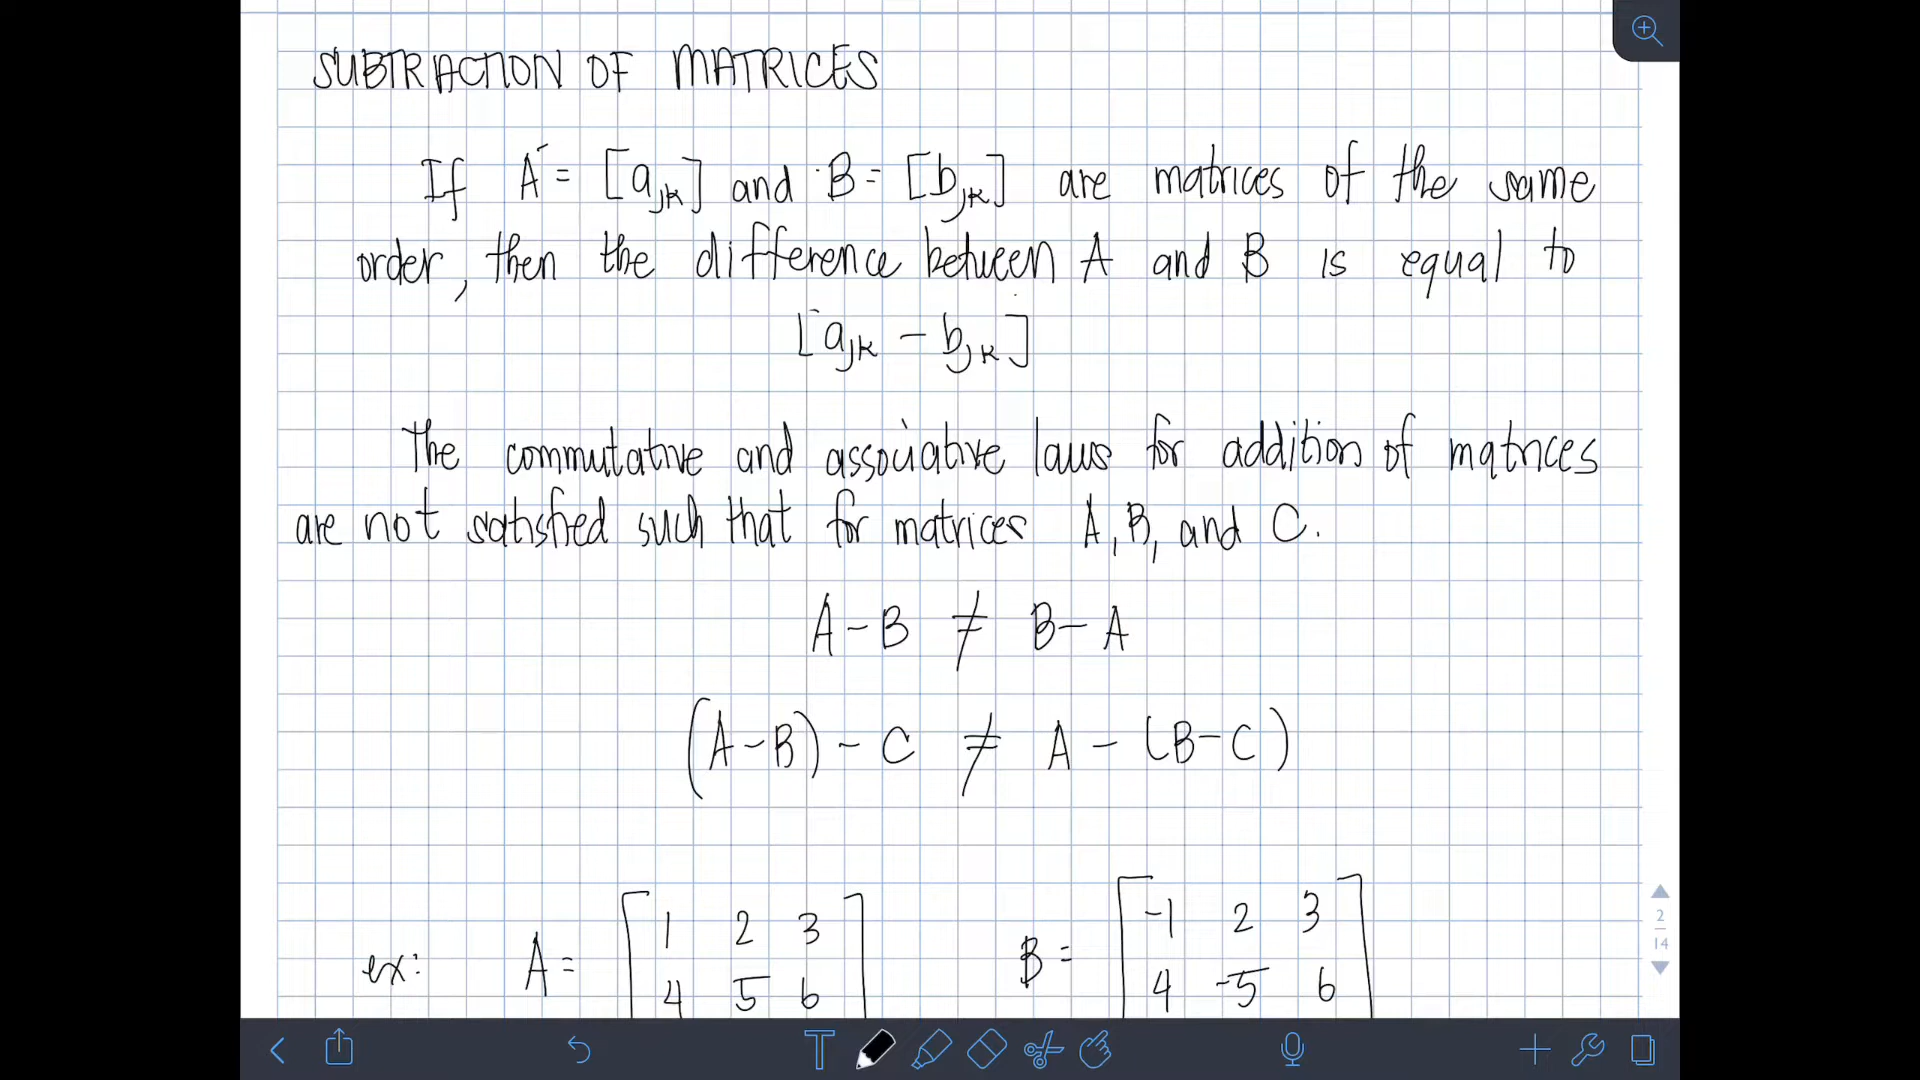 SUBTRACTION OF MATRICES
If A = [ajk] and B = [bjk] are matrices of the same
order, then the difference between A and B is equal to
[ajk - bjk]
The commutative and associative laws for addition of matrices
are not satisfied such that for matrices A, B, and C.
A-B ≠ B-A
(A-B) - C ≠ A - (B-C)
ex: A = [1 2 3
4 5 6
B = [-1 2 3]
4 -5 6
2
14
T